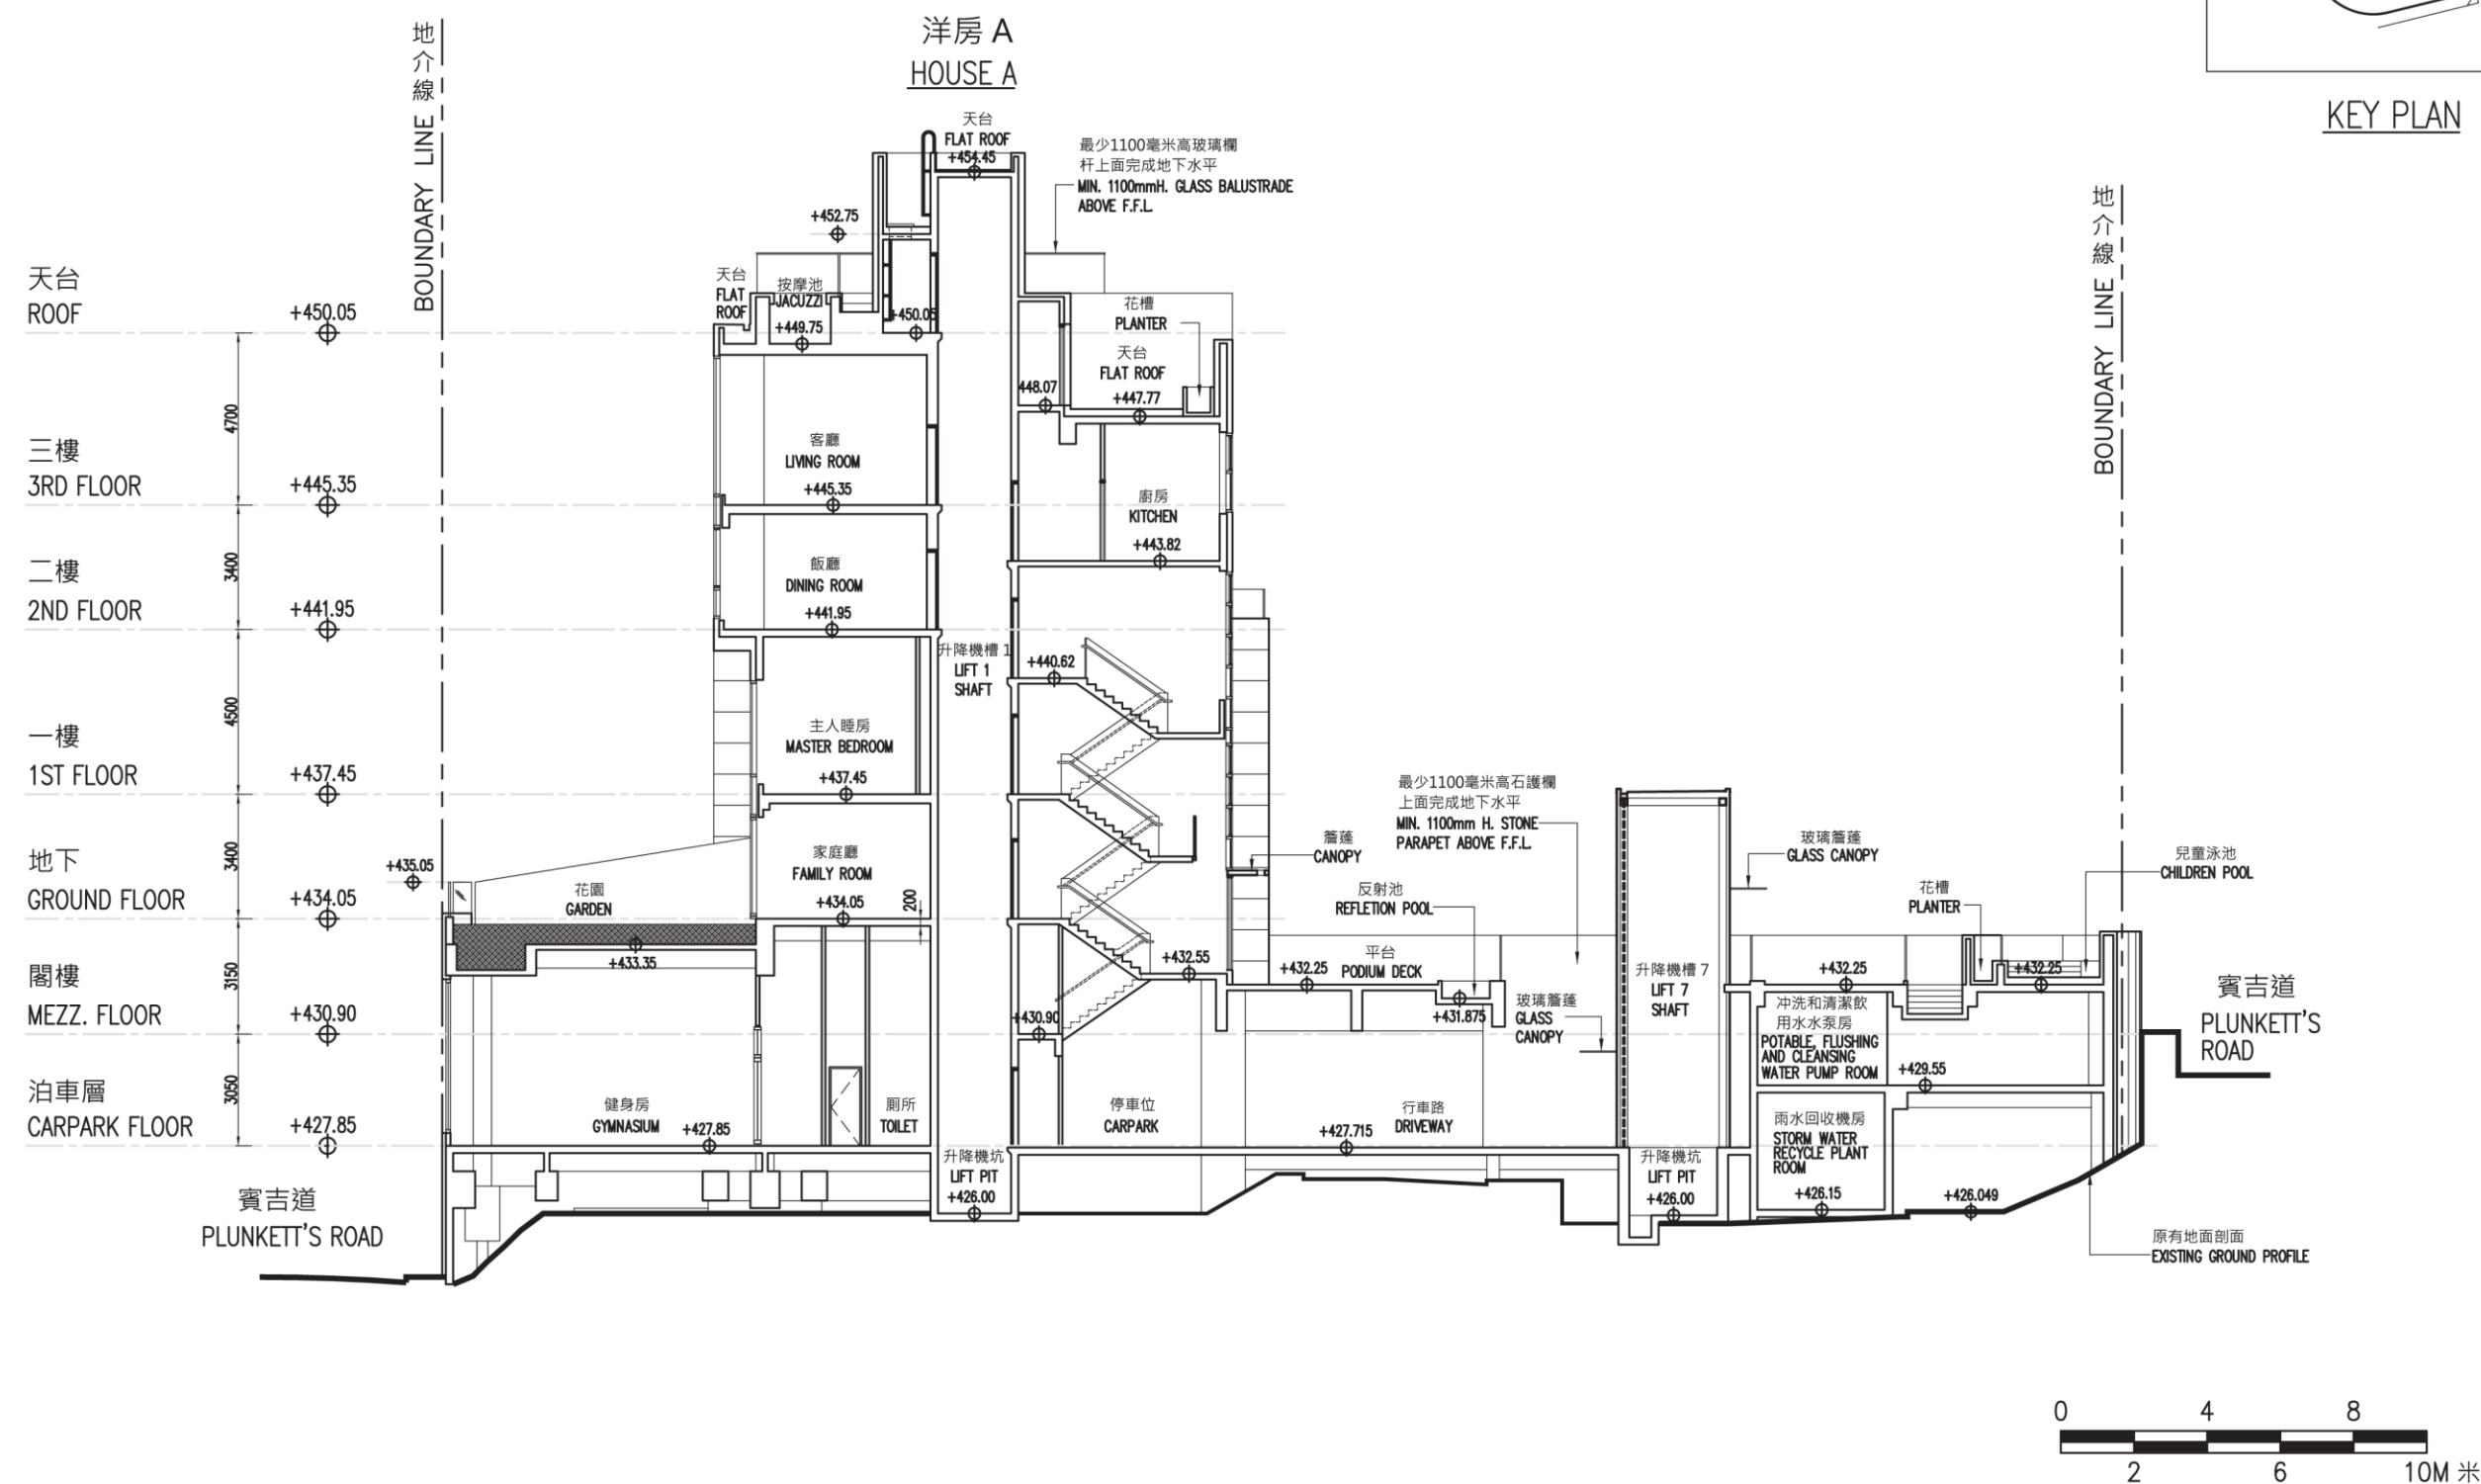 洋房 A
HOUSE A
KEY PLAN
地介線
BOUNDARY LINE
地介線
BOUNDARY LINE
天台
ROOF
+450.05
4700
三樓
3RD FLOOR
+445.35
3400
二樓
2ND FLOOR
+441.95
4500
一樓
1ST FLOOR
+437.45
3400
地下
GROUND FLOOR
+434.05
3150
閣樓
MEZZ. FLOOR
+430.90
3050
泊車層
CARPARK FLOOR
+427.85
賓吉道
PLUNKETT'S ROAD
天台
FLAT ROOF
+454.45
最少1100毫米高玻璃欄
杆上面完成地下水平
MIN. 1100mmH. GLASS BALUSTRADE
ABOVE F.F.L.
+452.75
天台
FLAT
ROOF
按摩池
JACUZZI
+449.75
+450.05
花槽
PLANTER
天台
FLAT ROOF
+447.77
448.07
客廳
LIVING ROOM
+445.35
廚房
KITCHEN
+443.82
飯廳
DINING ROOM
+441.95
升降機槽 1
LIFT 1
SHAFT
+440.62
主人睡房
MASTER BEDROOM
+437.45
家庭廳
FAMILY ROOM
+434.05
200
+435.05
花園
GARDEN
+433.35
健身房
GYMNASIUM
+427.85
厠所
TOILET
升降機坑
LIFT PIT
+426.00
+432.55
+430.90
停車位
CARPARK
簷蓬
CANOPY
最少1100毫米高石護欄
上面完成地下水平
MIN. 1100mm H. STONE
PARAPET ABOVE F.F.L.
反射池
REFLETION POOL
平台
PODIUM DECK
+432.25
+431.875
玻璃簷蓬
GLASS
CANOPY
行車路
DRIVEWAY
+427.715
升降機槽 7
LIFT 7
SHAFT
升降機坑
LIFT PIT
+426.00
玻璃簷蓬
GLASS CANOPY
花槽
PLANTER
兒童泳池
CHILDREN POOL
+432.25
+432.25
冲洗和清潔飲
用水水泵房
POTABLE, FLUSHING
AND CLEANSING
WATER PUMP ROOM
+429.55
雨水回收機房
STORM WATER
RECYCLE PLANT
ROOM
+426.15
+426.049
賓吉道
PLUNKETT'S
ROAD
原有地面剖面
EXISTING GROUND PROFILE
0 4 8
2 6 10M 米